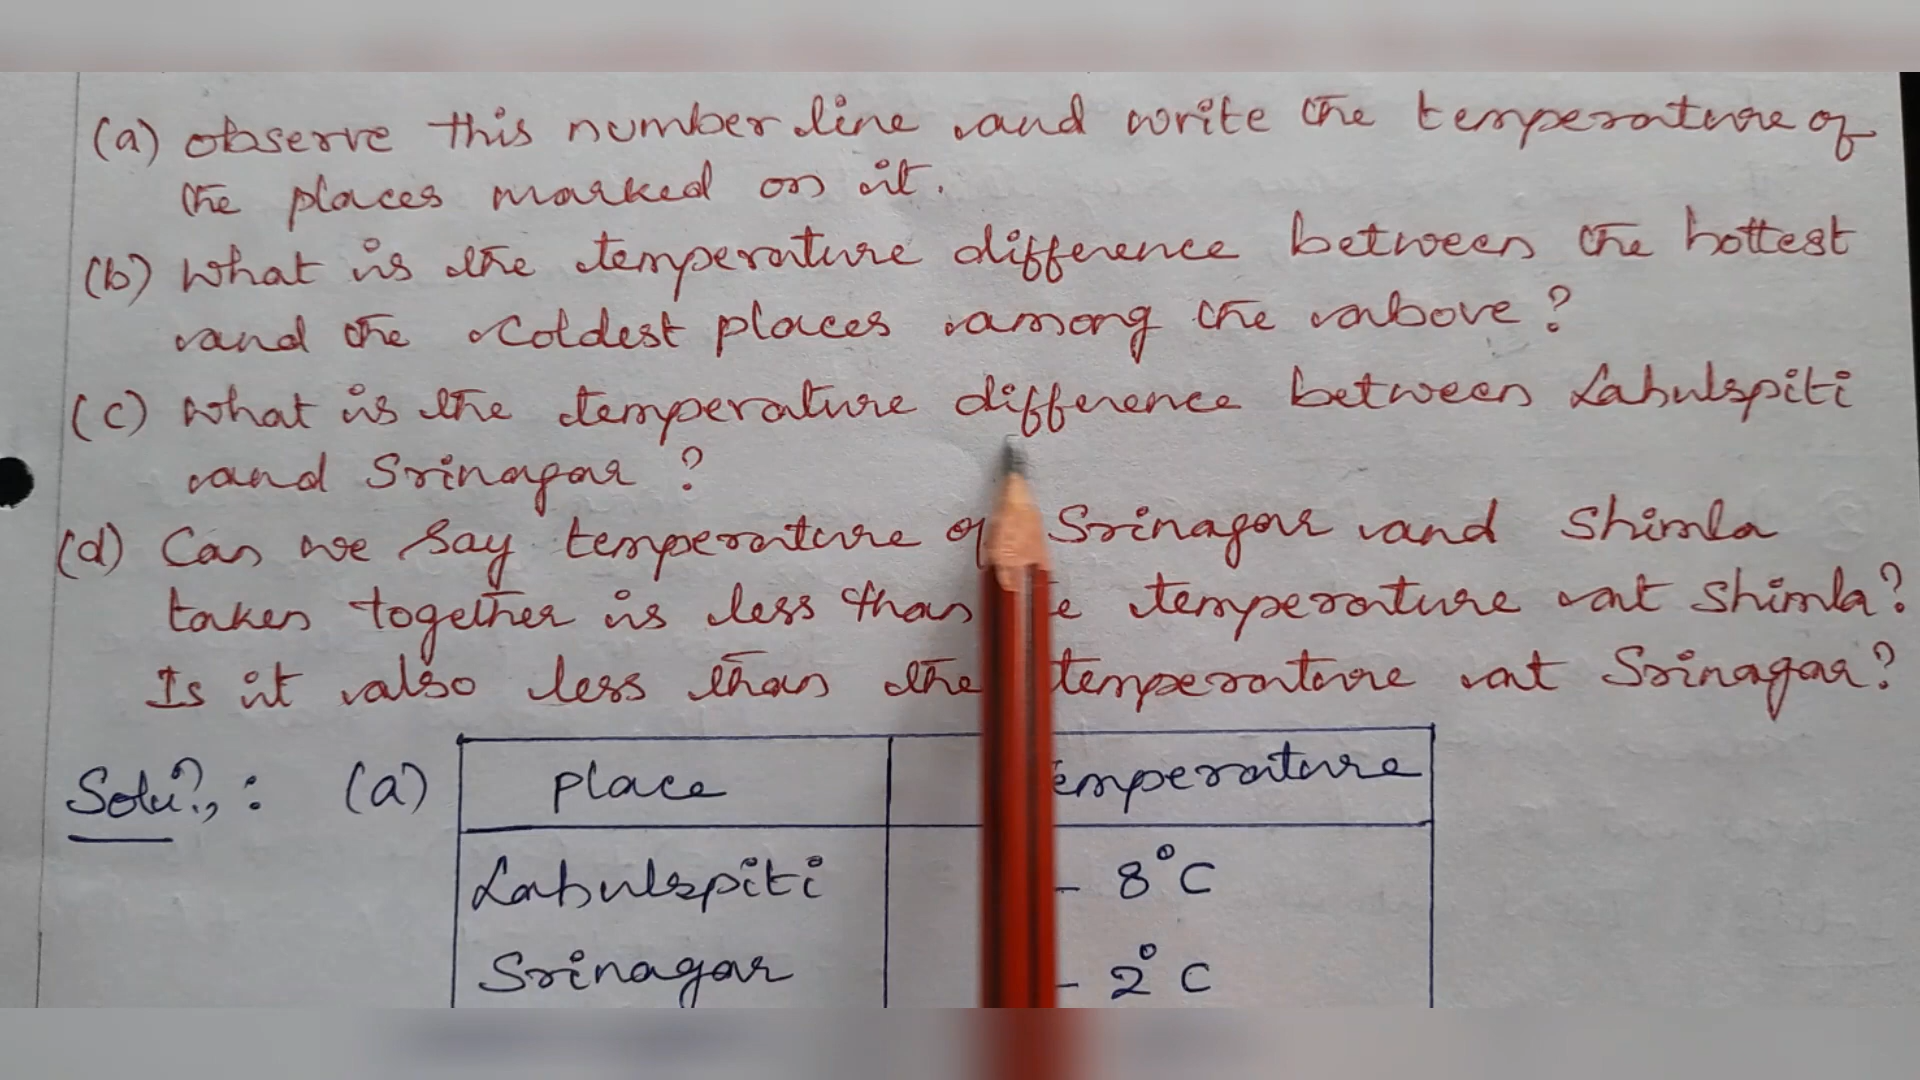 (a) observe this number line and write the temperature of
the places marked on it.
(b) What is the temperature difference between the hottest
and the coldest places among the above?
(c) What is the temperature difference between Lahulspiti
and Srinagar?
(d) Can we say temperature of Srinagar and Shimla
taken together is less than temperature at Shimla?
Is it also less than the temperature at Srinagar?
Solu?, : (a) place emperature
Lahulspiti - 8°C
Srinagar - 2°C